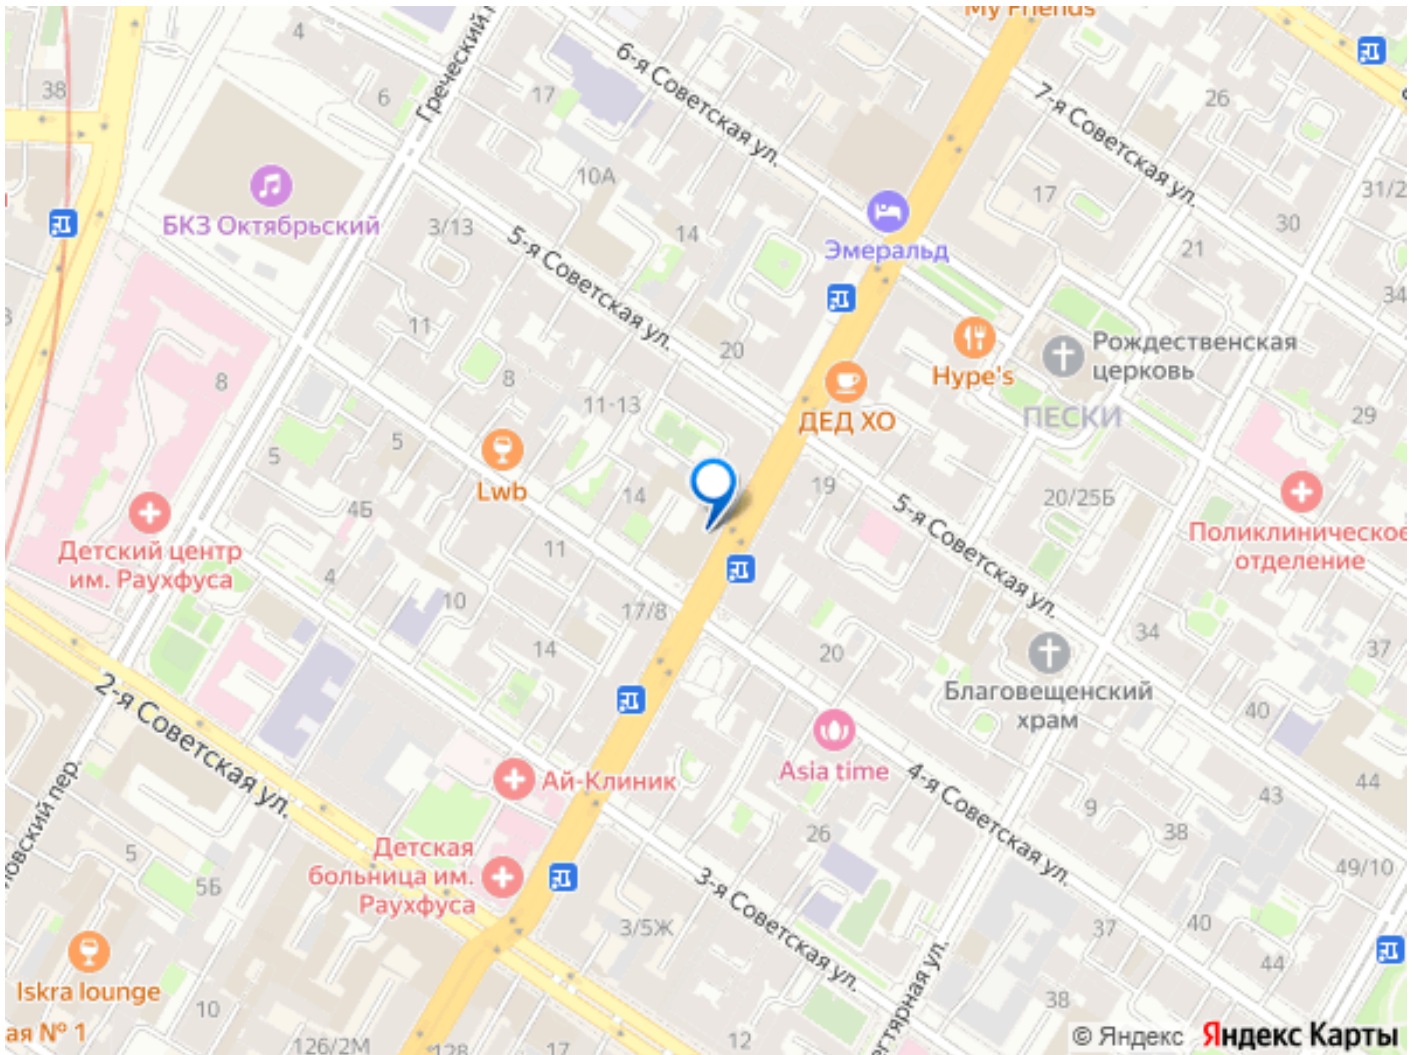 My Friends
4
38
6
Греческий
17
6-я Советская ул.
7-я Советская ул.
26
10А
БКЗ Октябрьский
3/13
14
5-я Советская ул.
Эмеральд
17
30
31/2
21
34
11
20
8
8
11-13
Hype's
Рождественская
церковь
ДЕД ХО
ПЕСКИ
29
5
5
Lwb
14
19
20/25Б
4Б
5-я Советская ул.
Поликлиническое
отделение
Детский центр
им. Раухфуса
11
4
10
17/8
14
20
34
37
Благовещенский
храм
40
2-я Советская ул.
Asia time
4-я Советская ул.
Ай-Клиник
44
43
9
38
26
Детская
больница им.
Раухфуса
5
5Б
49/10
3-я Советская ул.
3/5Ж
37
40
44
Iskra lounge
10
38
ая № 1
126/2М
128
17
12
© Яндекс Яндекс Карты